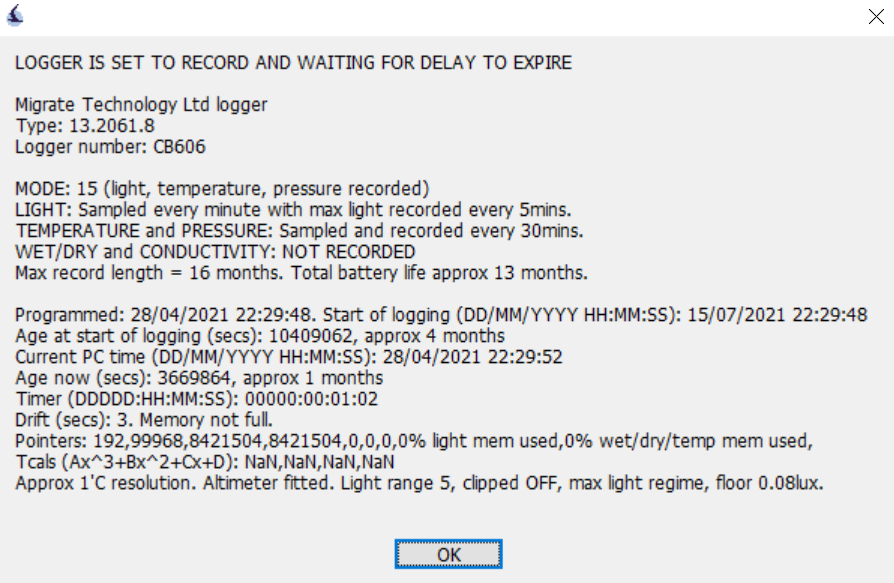 LOGGER IS SET TO RECORD AND WAITING FOR DELAY TO EXPIRE
Migrate Technology Ltd logger
Type: 13.2061.8
Logger number: CB606
MODE: 15 (light, temperature, pressure recorded)
LIGHT: Sampled every minute with max light recorded every 5mins.
TEMPERATURE and PRESSURE: Sampled and recorded every 30mins.
WET/DRY and CONDUCTIVITY: NOT RECORDED
Max record length = 16 months. Total battery life approx 13 months.
Programmed: 28/04/2021 22:29:48. Start of logging (DD/MM/YYYY HH:MM:SS): 15/07/2021 22:29:48
Age at start of logging (secs): 10409062, approx 4 months
Current PC time (DD/MM/YYYY HH:MM:SS): 28/04/2021 22:29:52
Age now (secs): 3669864, approx 1 months
Timer (DDDDD:HH:MM:SS): 00000:00:01:02
Drift (secs): 3. Memory not full.
Pointers: 192,99968,8421504,8421504,0,0,0,0% light mem used,0% wet/dry/temp mem used,
Tcals (Ax^3+Bx^2+Cx+D): NaN,NaN,NaN,NaN
Approx 1'C resolution. Altimeter fitted. Light range 5, clipped OFF, max light regime, floor 0.08lux.
OK